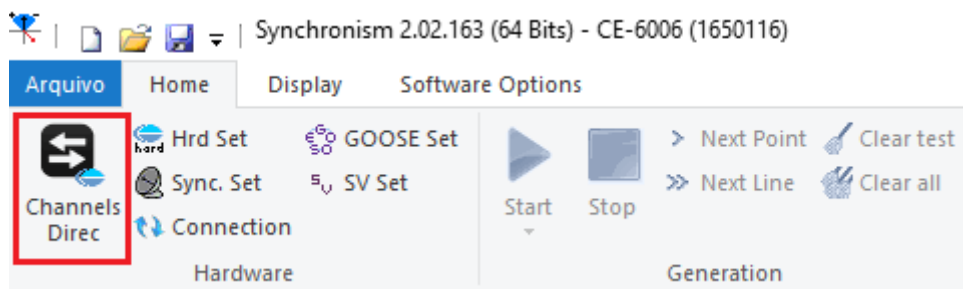 Synchronism 2.02.163 (64 Bits) - CE-6006 (1650116)
Arquivo Home Display Software Options
Channels Direc
hard Hrd Set
Sync. Set
Connection
GOOSE Set
SV Set
Hardware
Start
Stop
Next Point
Next Line
Clear test
Clear all
Generation